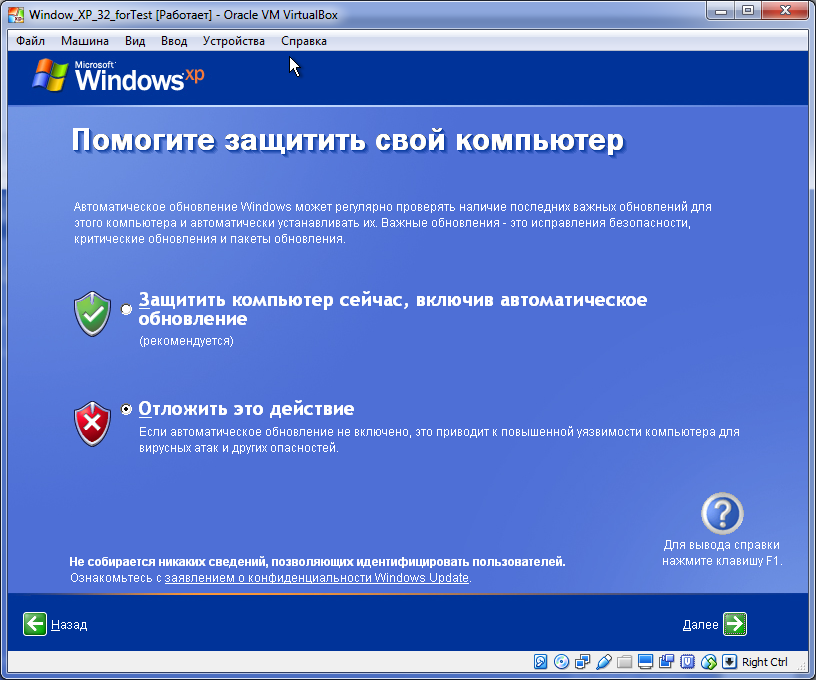 Window_XP_32_forTest [Работает] - Oracle VM VirtualBox
Файл Машина Вид Ввод Устройства Справка
Microsoft
Windows xp
Помогите защитить свой компьютер
Автоматическое обновление Windows может регулярно проверять наличие последних важных обновлений для
этого компьютера и автоматически устанавливать их. Важные обновления - это исправления безопасности,
критические обновления и пакеты обновления.
Защитить компьютер сейчас, включив автоматическое
обновление
(рекомендуется)
Отложить это действие
Если автоматическое обновление не включено, это приводит к повышенной уязвимости компьютера для
вирусных атак и других опасностей.
Для вывода справки
нажмите клавишу F1.
Не собирается никаких сведений, позволяющих идентифицировать пользователей.
Ознакомьтесь с заявлением о конфиденциальности Windows Update.
Назад
Далее
Right Ctrl